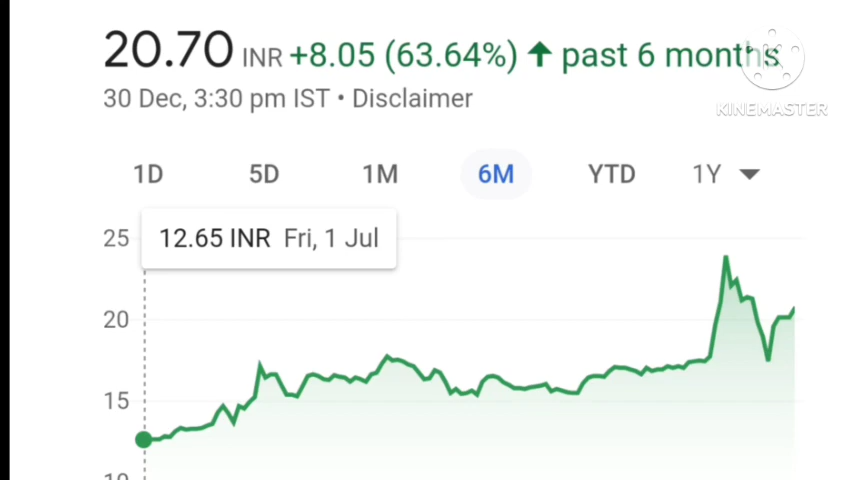 20.70 INR +8.05 (63.64%) ↑ past 6 months
30 Dec, 3:30 pm IST • Disclaimer
KINEMASTER
1D 5D 1M 6M YTD 1Y
25
12.65 INR Fri, 1 Jul
20
15
10